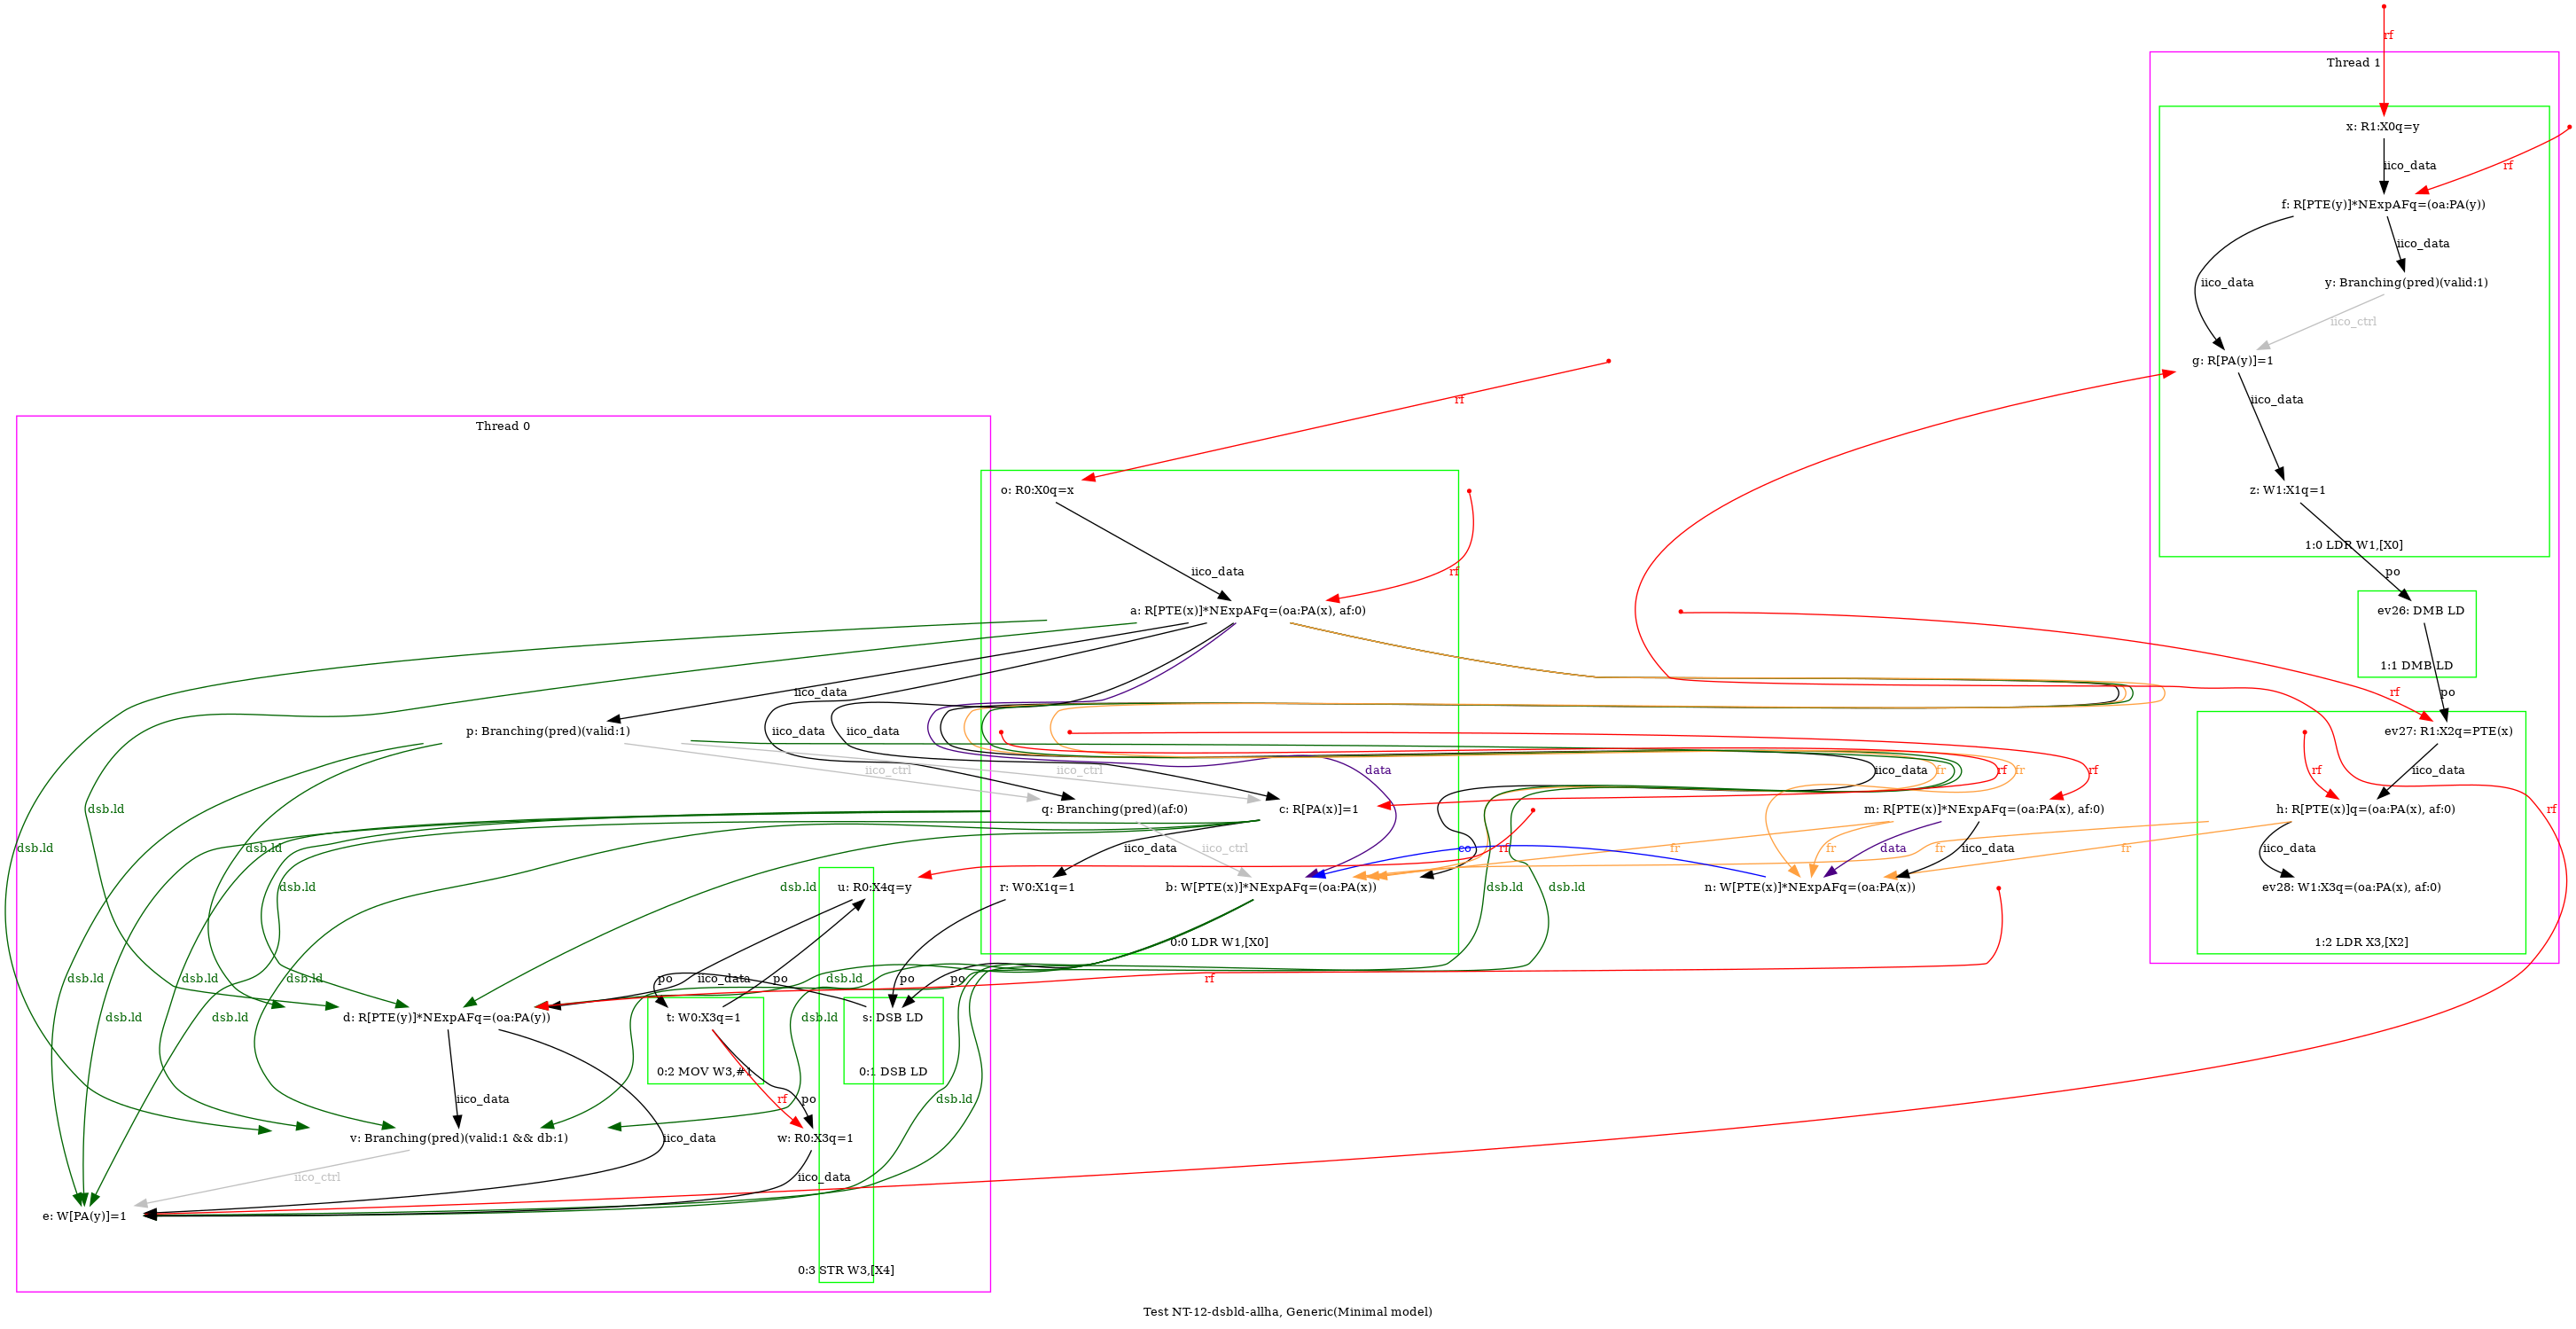 rf
Thread 1
x: R1:X0q=y
iico_data
rf
f: R[PTE(y)]*NExpAFq=(oa:PA(y))
iico_data
iico_data
y: Branching(pred)(valid:1)
iico_ctrl
g: R[PA(y)]=1
rf
iico_data
Thread 0
o: R0:X0q=x
z: W1:X1q=1
1:0 LDR W1,[X0]
iico_data
rf
po
a: R[PTE(x)]*NExpAFq=(oa:PA(x), af:0)
ev26: DMB LD
1:1 DMB LD
iico_data
rf
po
p: Branching(pred)(valid:1)
iico_data
iico_data
ev27: R1:X2q=PTE(x)
iico_ctrl
iico_ctrl
data
iico_data
fr
rf
fr
rf
rf
iico_data
dsb.ld
q: Branching(pred)(af:0)
c: R[PA(x)]=1
m: R[PTE(x)]*NExpAFq=(oa:PA(x), af:0)
h: R[PTE(x)]q=(oa:PA(x), af:0)
rf
dsb.ld
dsb.ld
iico_data
iico_ctrl
co
rf
fr
fr
data
iico_data
fr
fr
iico_data
dsb.ld
dsb.ld
u: R0:X4q=y
r: W0:X1q=1
b: W[PTE(x)]*NExpAFq=(oa:PA(x))
dsb.ld
dsb.ld
n: W[PTE(x)]*NExpAFq=(oa:PA(x))
ev28: W1:X3q=(oa:PA(x), af:0)
0:0 LDR W1,[X0]
1:2 LDR X3,[X2]
dsb.ld
dsb.ld
dsb.ld
po
iico_data
po
dsb.ld
po
po
rf
dsb.ld
dsb.ld
d: R[PTE(y)]*NExpAFq=(oa:PA(y))
t: W0:X3q=1
dsb.ld
s: DSB LD
0:2 MOV W3,#1
0:1 DSB LD
iico_data
rf
po
dsb.ld
v: Branching(pred)(valid:1 && db:1)
iico_data
w: R0:X3q=1
iico_ctrl
iico_data
e: W[PA(y)]=1
0:3 STR W3,[X4]
Test NT-12-dsbld-allha, Generic(Minimal model)